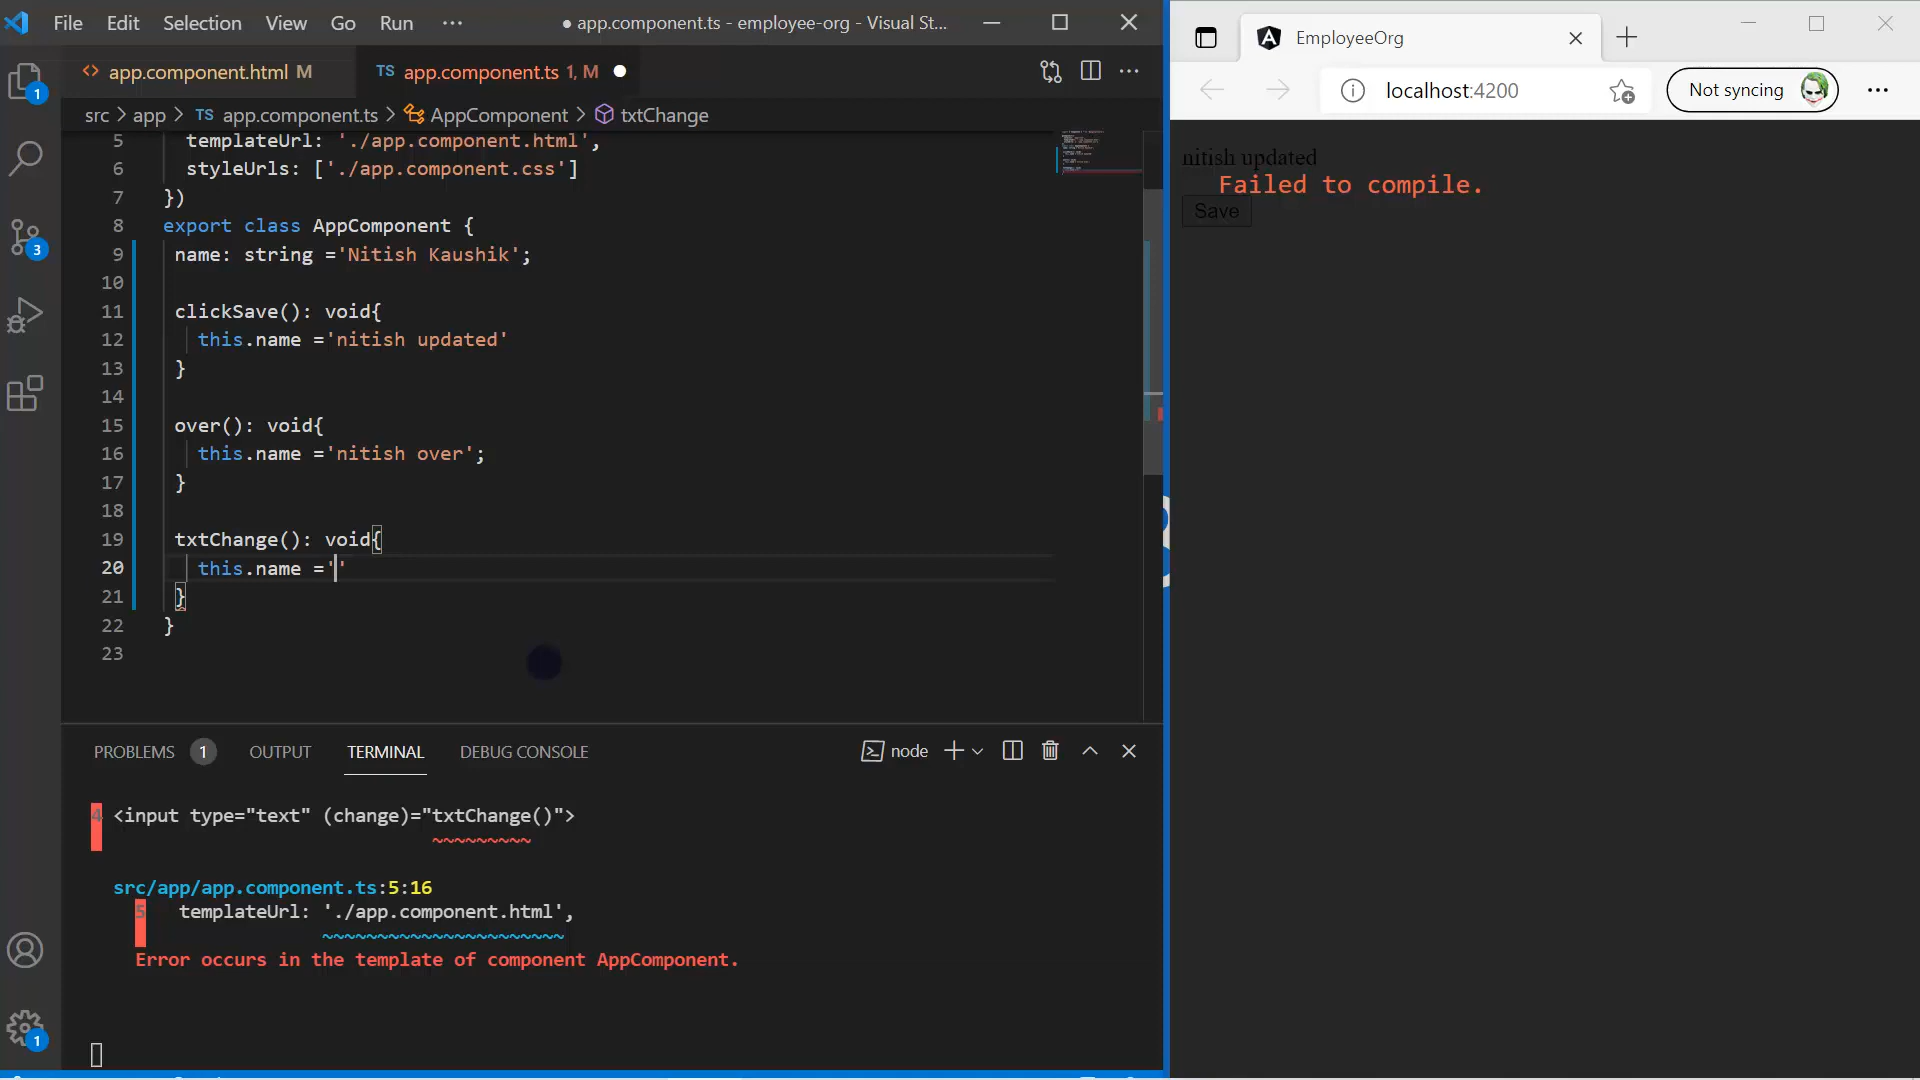 File Edit Selection View Go Run ···
● app.component.ts - employee-org - Visual St...
app.component.html M
TS app.component.ts 1, M
src > app > TS app.component.ts > AppComponent > txtChange
5 templateUrl: './app.component.html',
6 styleUrls: ['./app.component.css']
7 })
8 export class AppComponent {
9 name: string ='Nitish Kaushik';
10
11 clickSave(): void{
12 this.name ='nitish updated'
13 }
14
15 over(): void{
16 this.name ='nitish over';
17 }
18
19 txtChange(): void{
20 this.name =''
21 }
22 }
23
1
3
1
PROBLEMS 1 OUTPUT TERMINAL DEBUG CONSOLE
node
4 <input type="text" (change)="txtChange()">
~~~~~~~~~
src/app/app.component.ts:5:16
5 templateUrl: './app.component.html',
~~~~~~~~~~~~~~~~~~~~~~
Error occurs in the template of component AppComponent.
EmployeeOrg
localhost:4200
Not syncing
nitish updated
Failed to compile.
Save